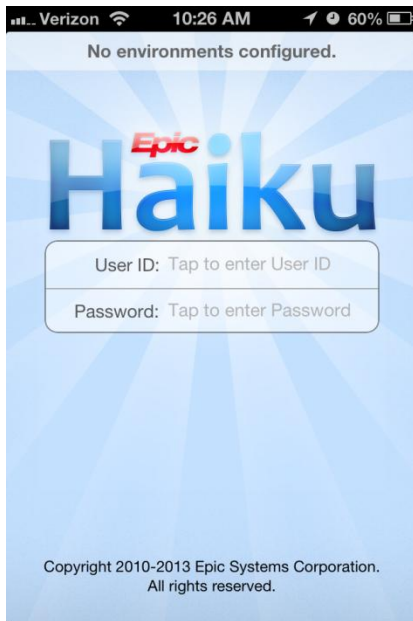 Verizon 10:26 AM 60%
No environments configured.
Epic
Haiku
User ID: Tap to enter User ID
Password: Tap to enter Password
Copyright 2010-2013 Epic Systems Corporation.
All rights reserved.